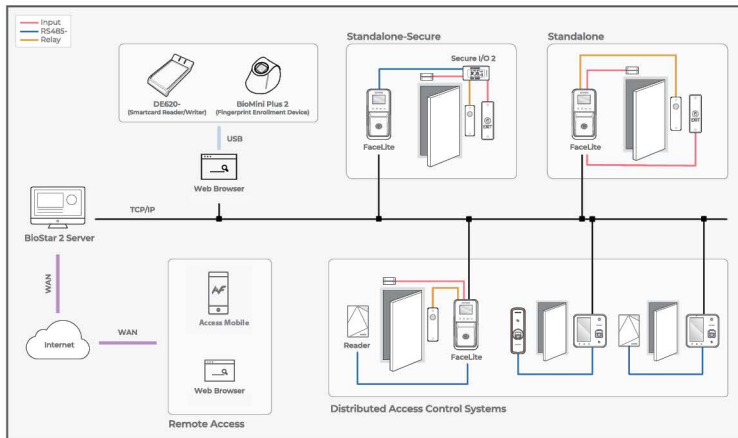 Input
RS485-
Relay
DE620-
(Smartcard Reader/Writer)
BioMini Plus 2
(Fingerprint Enrollment Device)
USB
Web Browser
Standalone-Secure
Secure I/O 2
FaceLite
EXIT
Standalone
FaceLite
EXIT
TCP/IP
BioStar 2 Server
WAN
Internet
WAN
Access Mobile
Web Browser
Remote Access
Reader
FaceLite
Distributed Access Control Systems